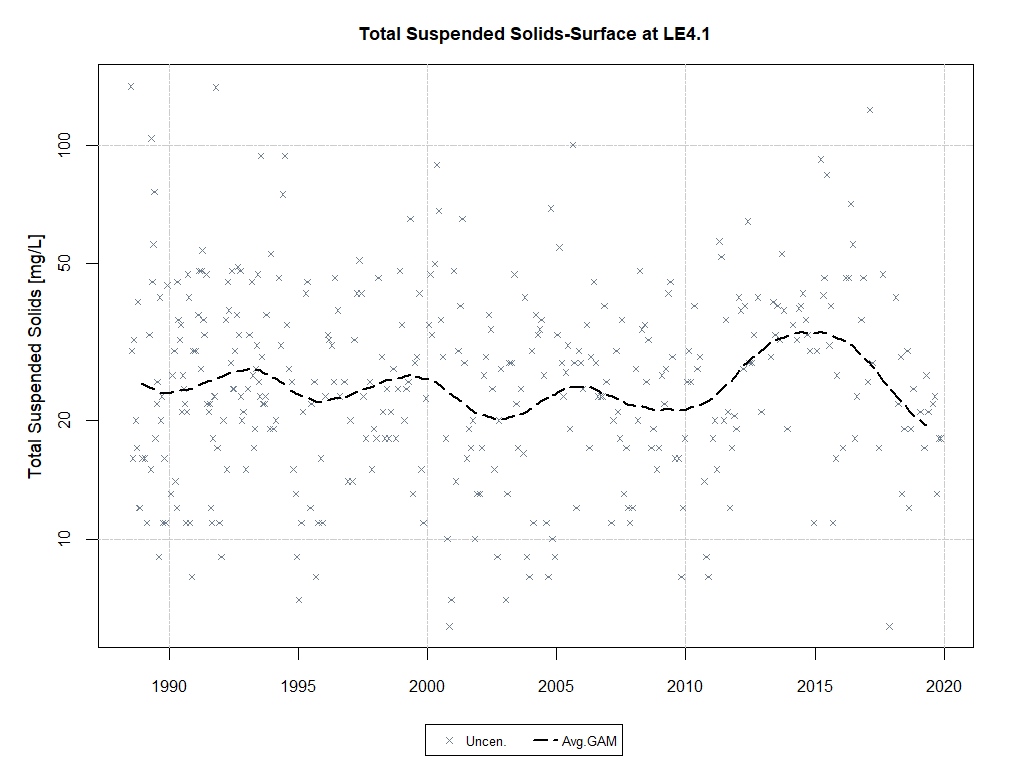 Total Suspended Solids-Surface at LE4.1
Total Suspended Solids [mg/L]
100
50
20
10
1990 1995 2000 2005 2010 2015 2020
Uncen. Avg.GAM